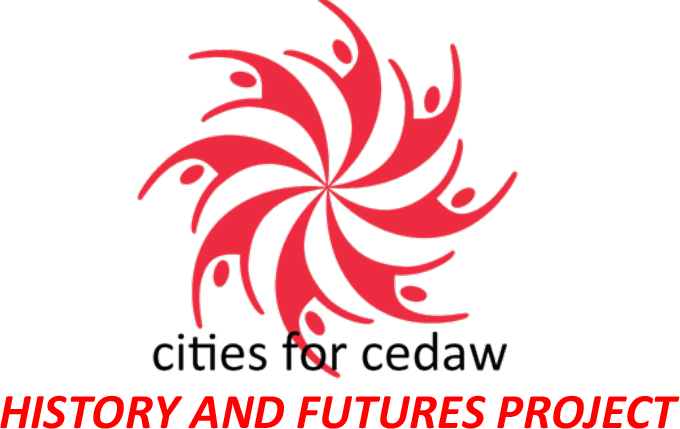 cities for cedaw
HISTORY AND FUTURES PROJECT